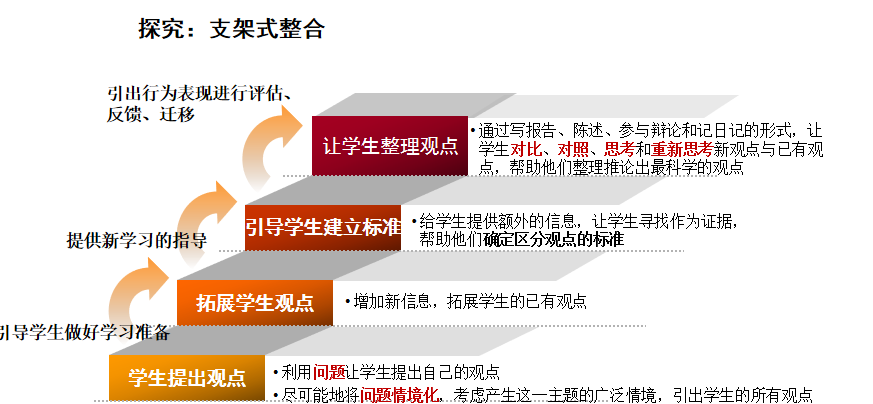 探究：支架式整合
引出行为表现进行评估、
反馈、迁移
让学生整理观点
•通过写报告、陈述、参与辩论和记日记的形式，让
学生对比、对照、思考和重新思考新观点与已有观
点，帮助他们整理推论出最科学的观点
引导学生建立标准
•给学生提供额外的信息，让学生寻找作为证据，
帮助他们确定区分观点的标准
提供新学习的指导
拓展学生观点
•增加新信息，拓展学生的已有观点
引导学生做好学习准备
学生提出观点
•利用问题让学生提出自己的观点
•尽可能地将问题情境化，考虑产生这一主题的广泛情境，引出学生的所有观点